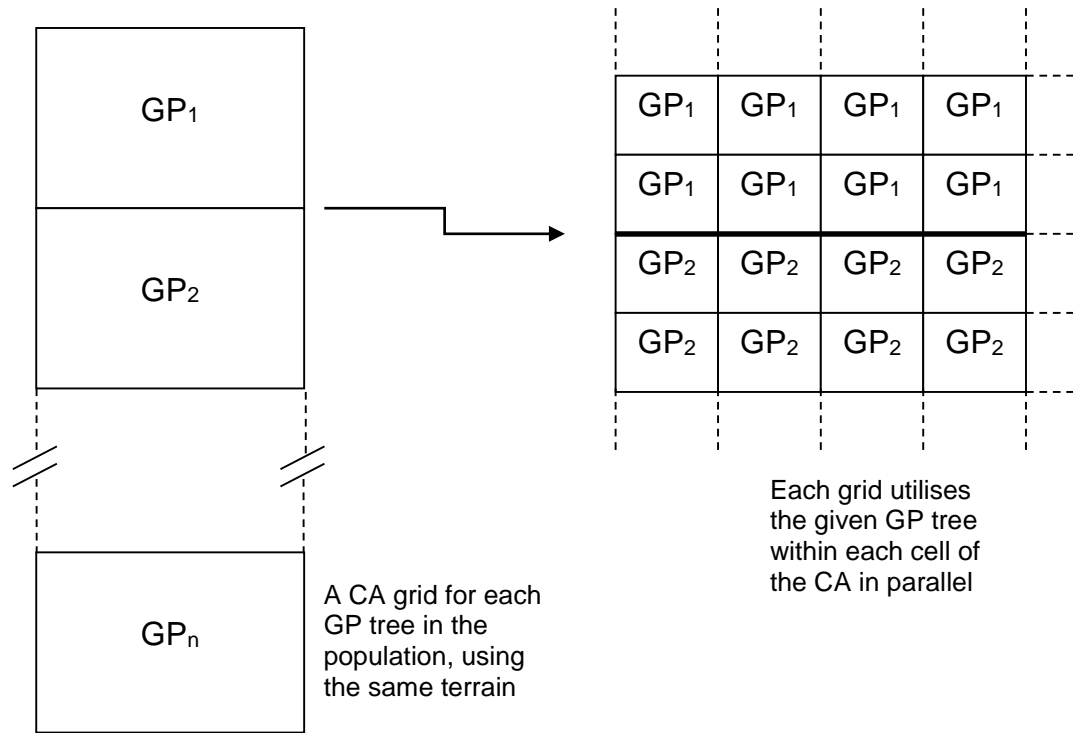 GP₁
GP₂
GPₙ
A CA grid for each
GP tree in the
population, using
the same terrain
GP₁ GP₁ GP₁ GP₁
GP₁ GP₁ GP₁ GP₁
GP₂ GP₂ GP₂ GP₂
GP₂ GP₂ GP₂ GP₂
Each grid utilises
the given GP tree
within each cell of
the CA in parallel